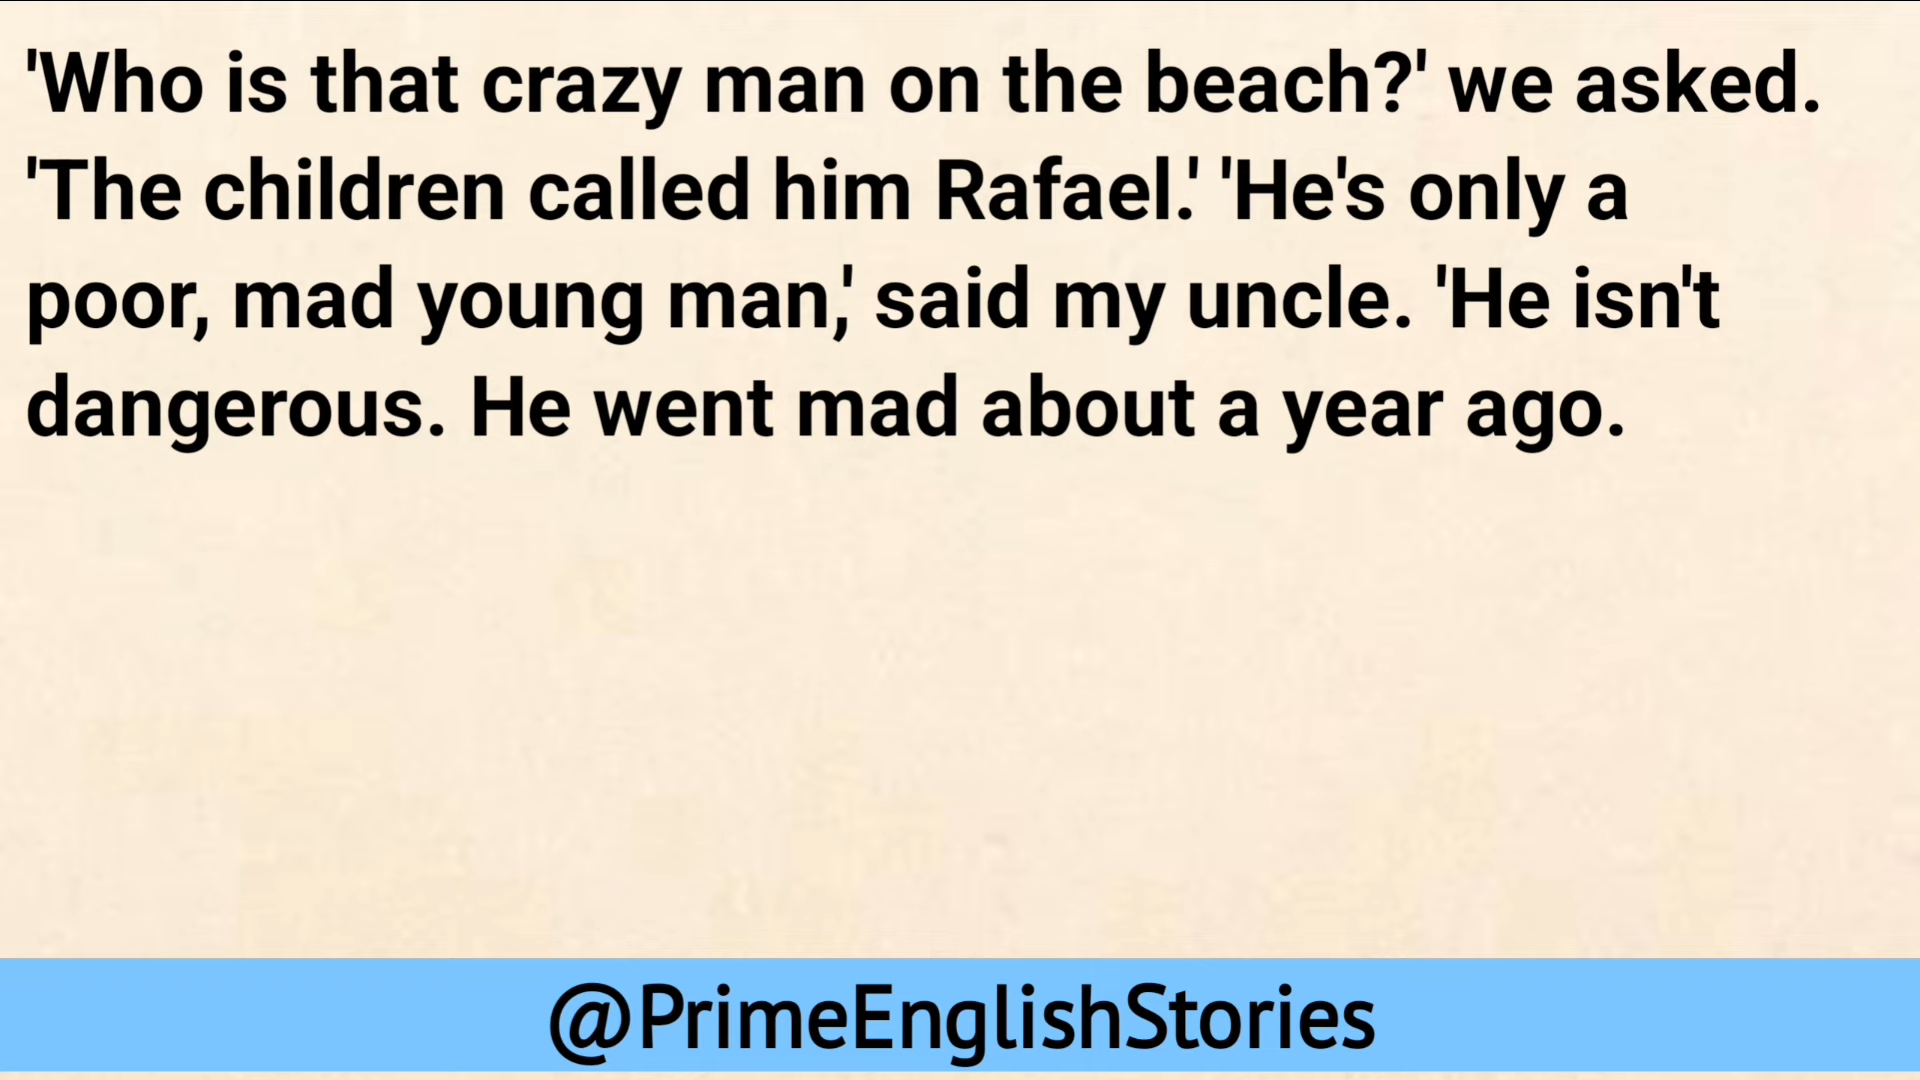 'Who is that crazy man on the beach?' we asked.
'The children called him Rafael.' 'He's only a
poor, mad young man,' said my uncle. 'He isn't
dangerous. He went mad about a year ago.
@PrimeEnglishStories